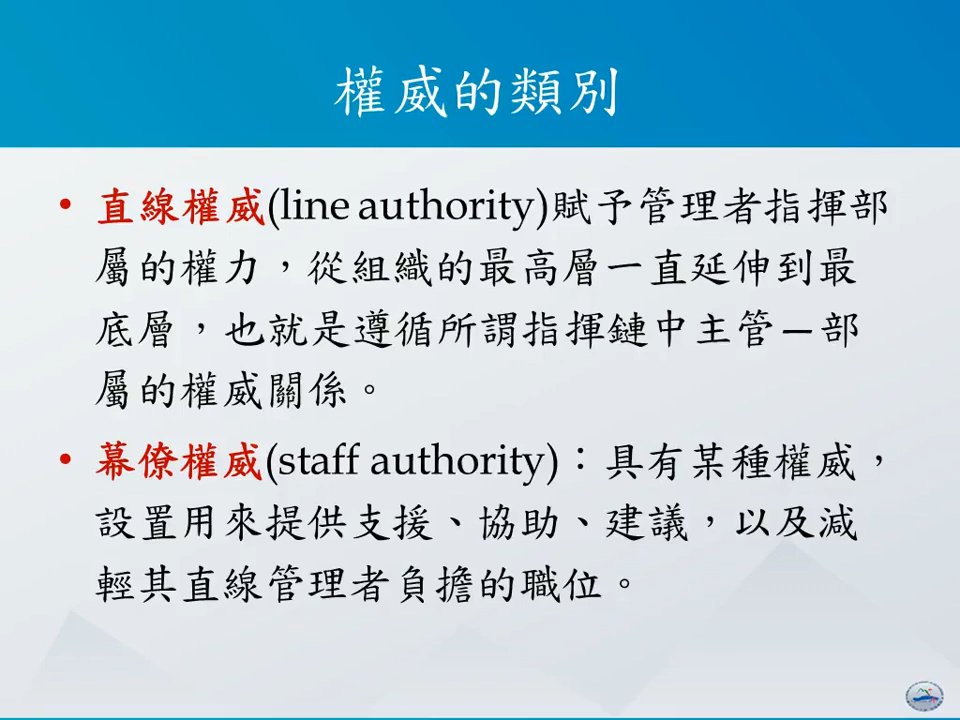 權威的類別
• 直線權威(line authority)賦予管理者指揮部
屬的權力，從組織的最高層一直延伸到最
底層，也就是遵循所謂指揮鏈中主管—部
屬的權威關係。
• 幕僚權威(staff authority)：具有某種權威，
設置用來提供支援、協助、建議，以及減
輕其直線管理者負擔的職位。